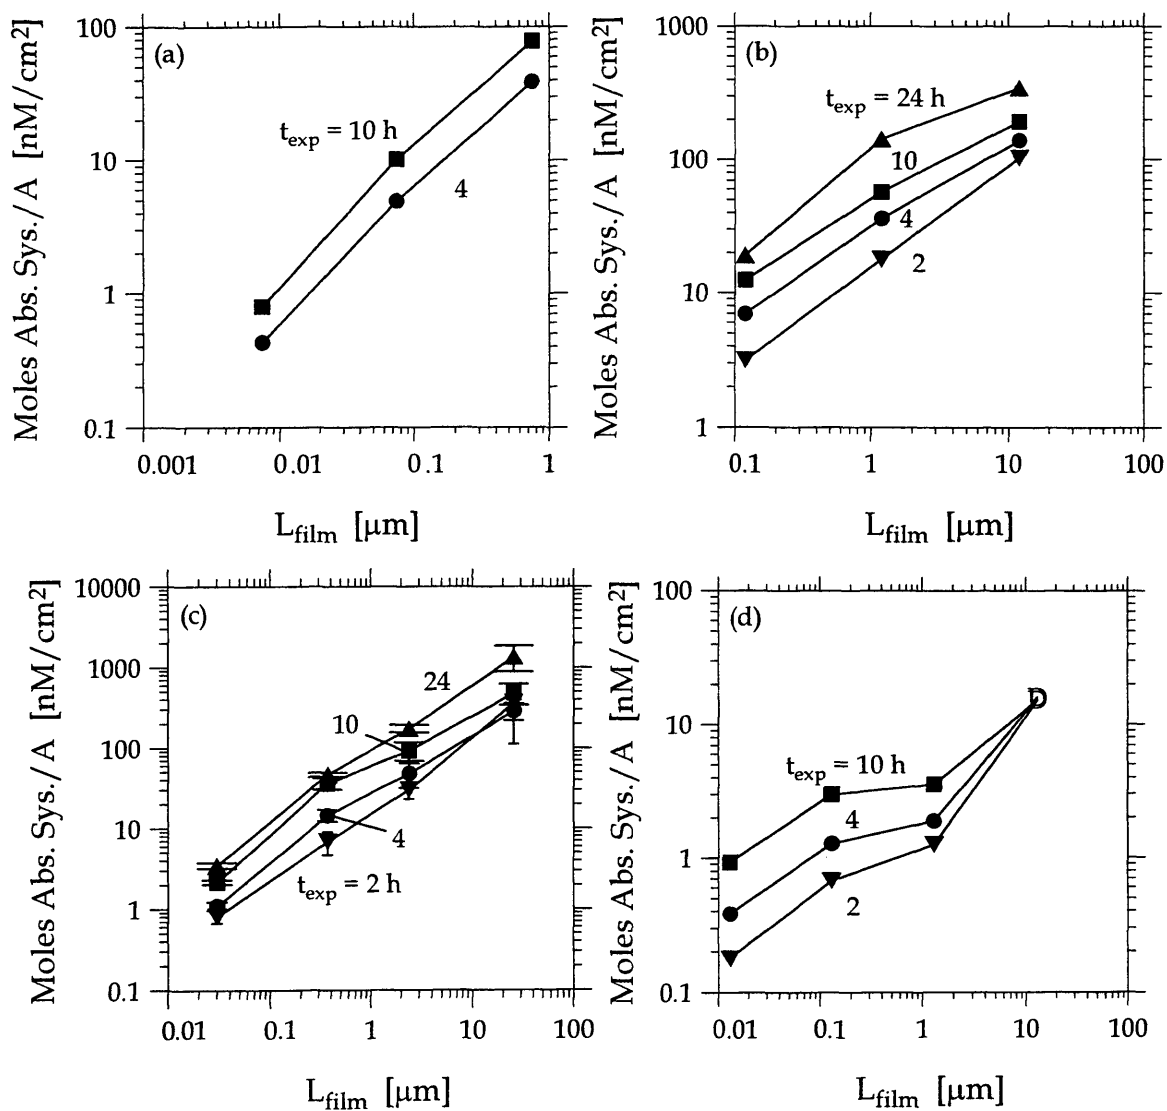 (a)
Moles Abs. Sys./A [nM/cm²]
100
10
1
0.1
t_exp = 10 h
4
0.001
0.01
0.1
1
L_film [μm]
(b)
Moles Abs. Sys./A [nM/cm²]
1000
100
10
1
t_exp = 24 h
10
4
2
0.1
1
10
100
L_film [μm]
(c)
Moles Abs. Sys./A [nM/cm²]
10000
1000
100
10
1
0.1
24
10
4
t_exp = 2 h
0.01
0.1
1
10
100
L_film [μm]
(d)
Moles Abs. Sys./A [nM/cm²]
100
10
1
0.1
D
t_exp = 10 h
4
2
0.01
0.1
1
10
100
L_film [μm]